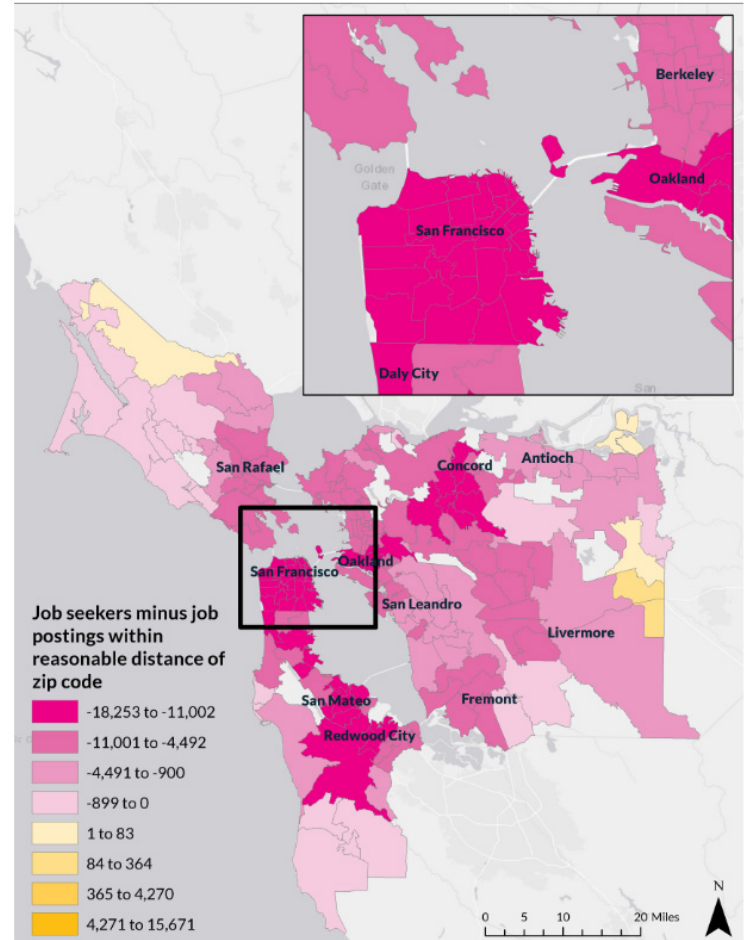 Berkeley
Golden
Gate
Oakland
San Francisco
Daly City
San
San Rafael
Concord
Antioch
San Francisco
Oakland
San Leandro
Livermore
San Mateo
Fremont
Redwood City
Job seekers minus job
postings within
reasonable distance of
zip code
-18,253 to -11,002
-11,001 to -4,492
-4,491 to -900
-899 to 0
1 to 83
84 to 364
365 to 4,270
4,271 to 15,671
N
0 5 10 20 Miles